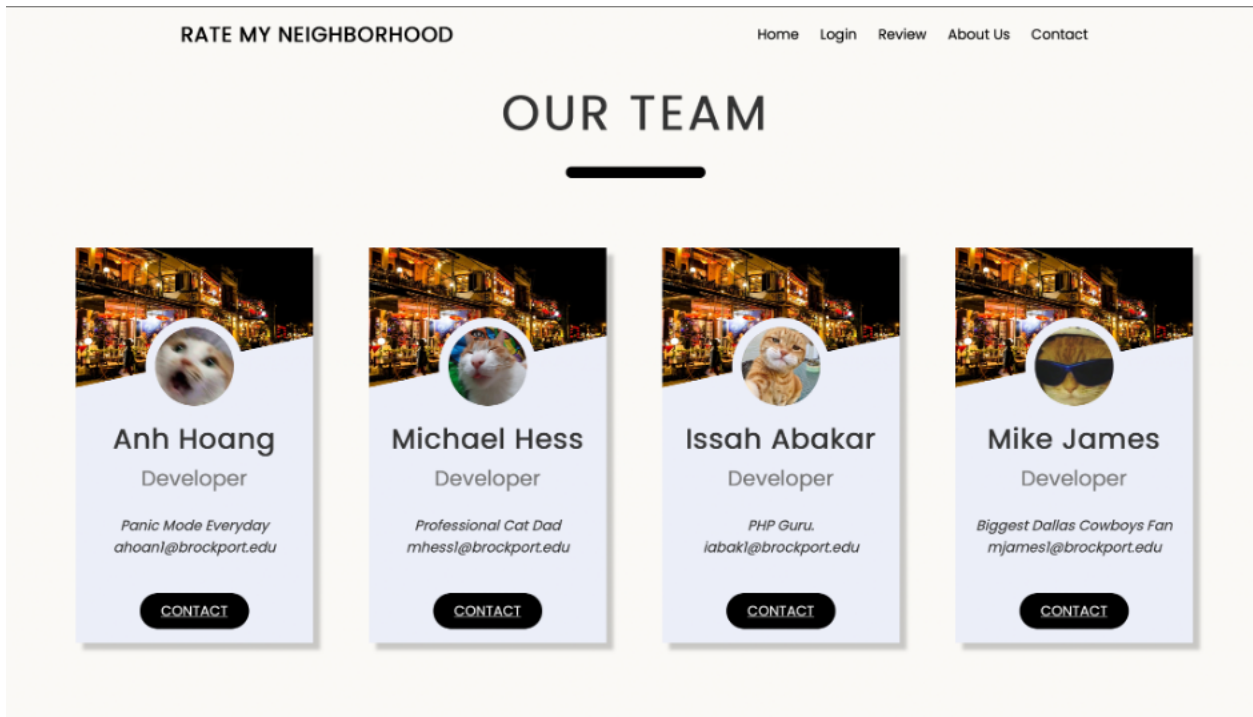 RATE MY NEIGHBORHOOD
Home Login Review About Us Contact
OUR TEAM
Anh Hoang
Developer
Panic Mode Everyday
ahoan1@brockport.edu
CONTACT
Michael Hess
Developer
Professional Cat Dad
mhess1@brockport.edu
CONTACT
Issah Abakar
Developer
PHP Guru.
iabak1@brockport.edu
CONTACT
Mike James
Developer
Biggest Dallas Cowboys Fan
mjames1@brockport.edu
CONTACT